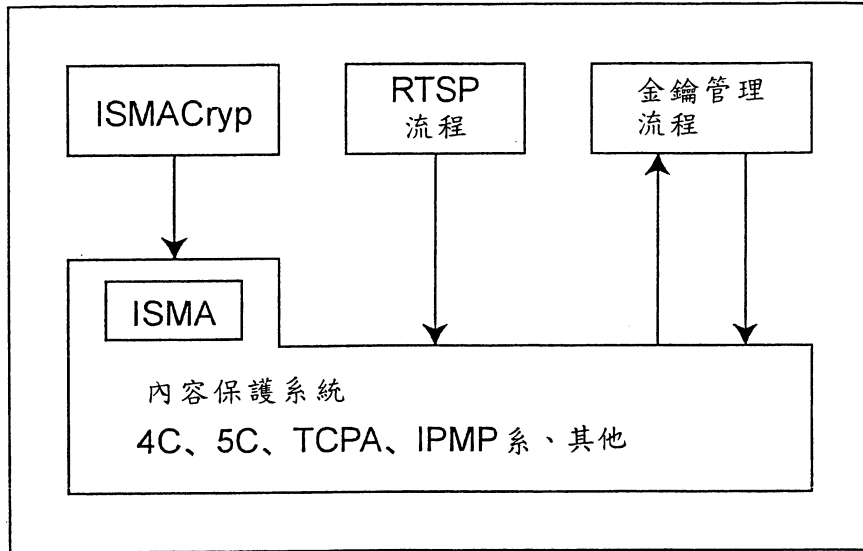 ISMACryp
RTSP
流程
金鑰管理
流程
ISMA
內容保護系統
4C、5C、TCPA、IPMP系、其他